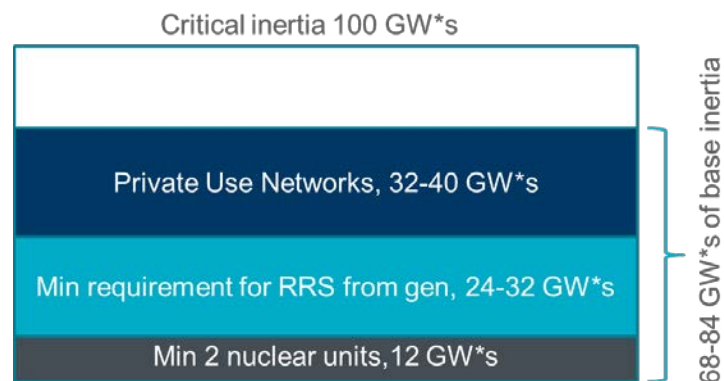 Critical inertia 100 GW*s
Private Use Networks, 32-40 GW*s
Min requirement for RRS from gen, 24-32 GW*s
Min 2 nuclear units,12 GW*s
68-84 GW*s of base inertia